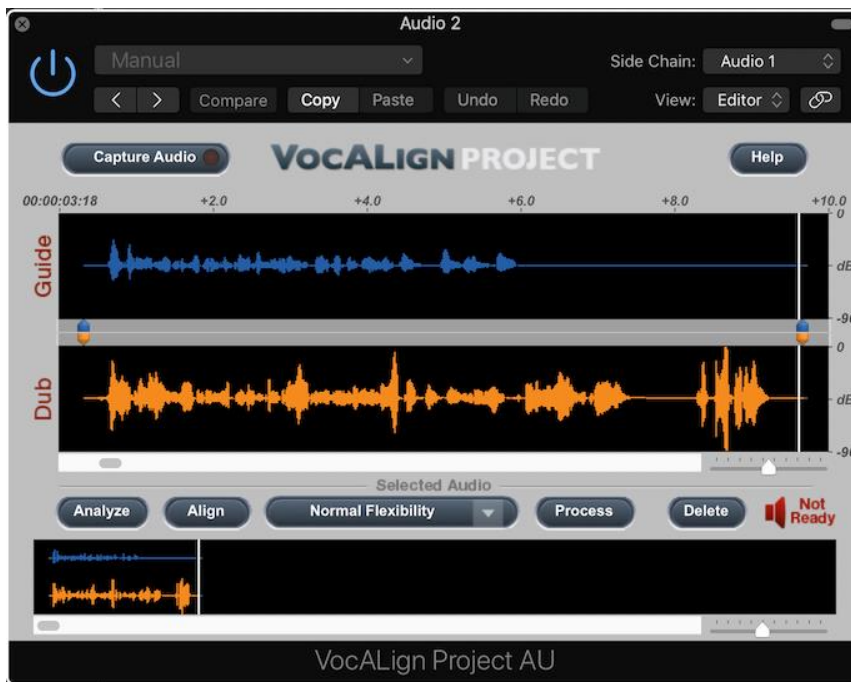 Audio 2
Manual
Side Chain: Audio 1
Compare Copy Paste Undo Redo View: Editor
Capture Audio VOCALIGN PROJECT Help
00:00:03:18 +2.0 +4.0 +6.0 +8.0 +10.0
Guide
0
dB
-90
Dub
0
dB
-90
Selected Audio
Analyze Align Normal Flexibility Process Delete Not Ready
VocALign Project AU